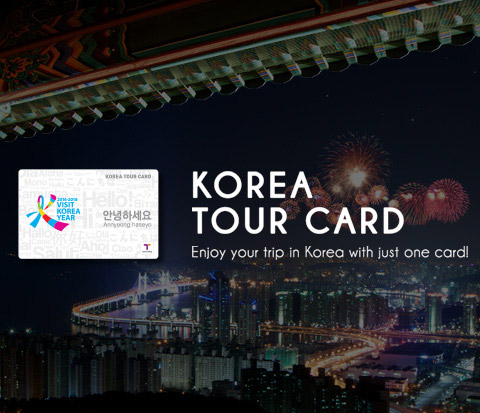 KOREA TOUR CARD
2016-2018
VISIT
KOREA
YEAR
안녕하세요
Annyeong haseyo
Hello!
KOREA
TOUR CARD
Enjoy your trip in Korea with just one card!